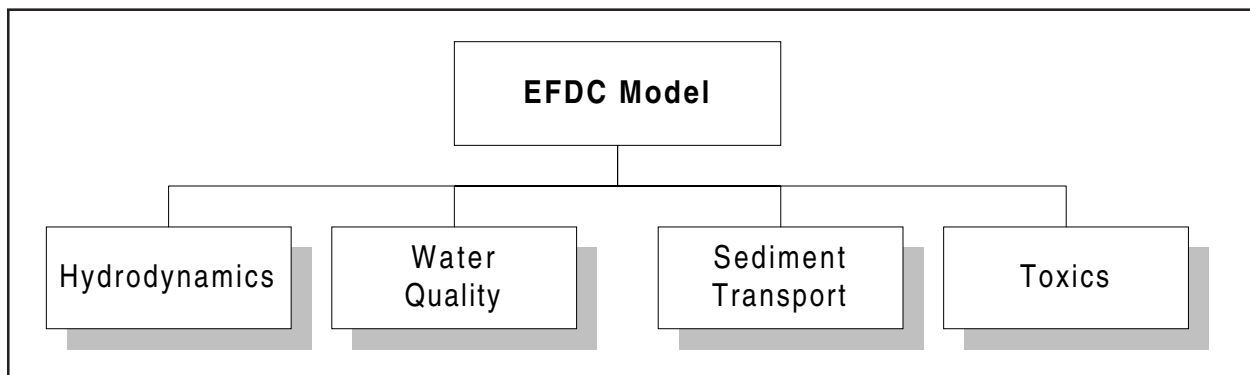 EFDC Model
Hydrodynamics
Water
Quality
Sediment
Transport
Toxics